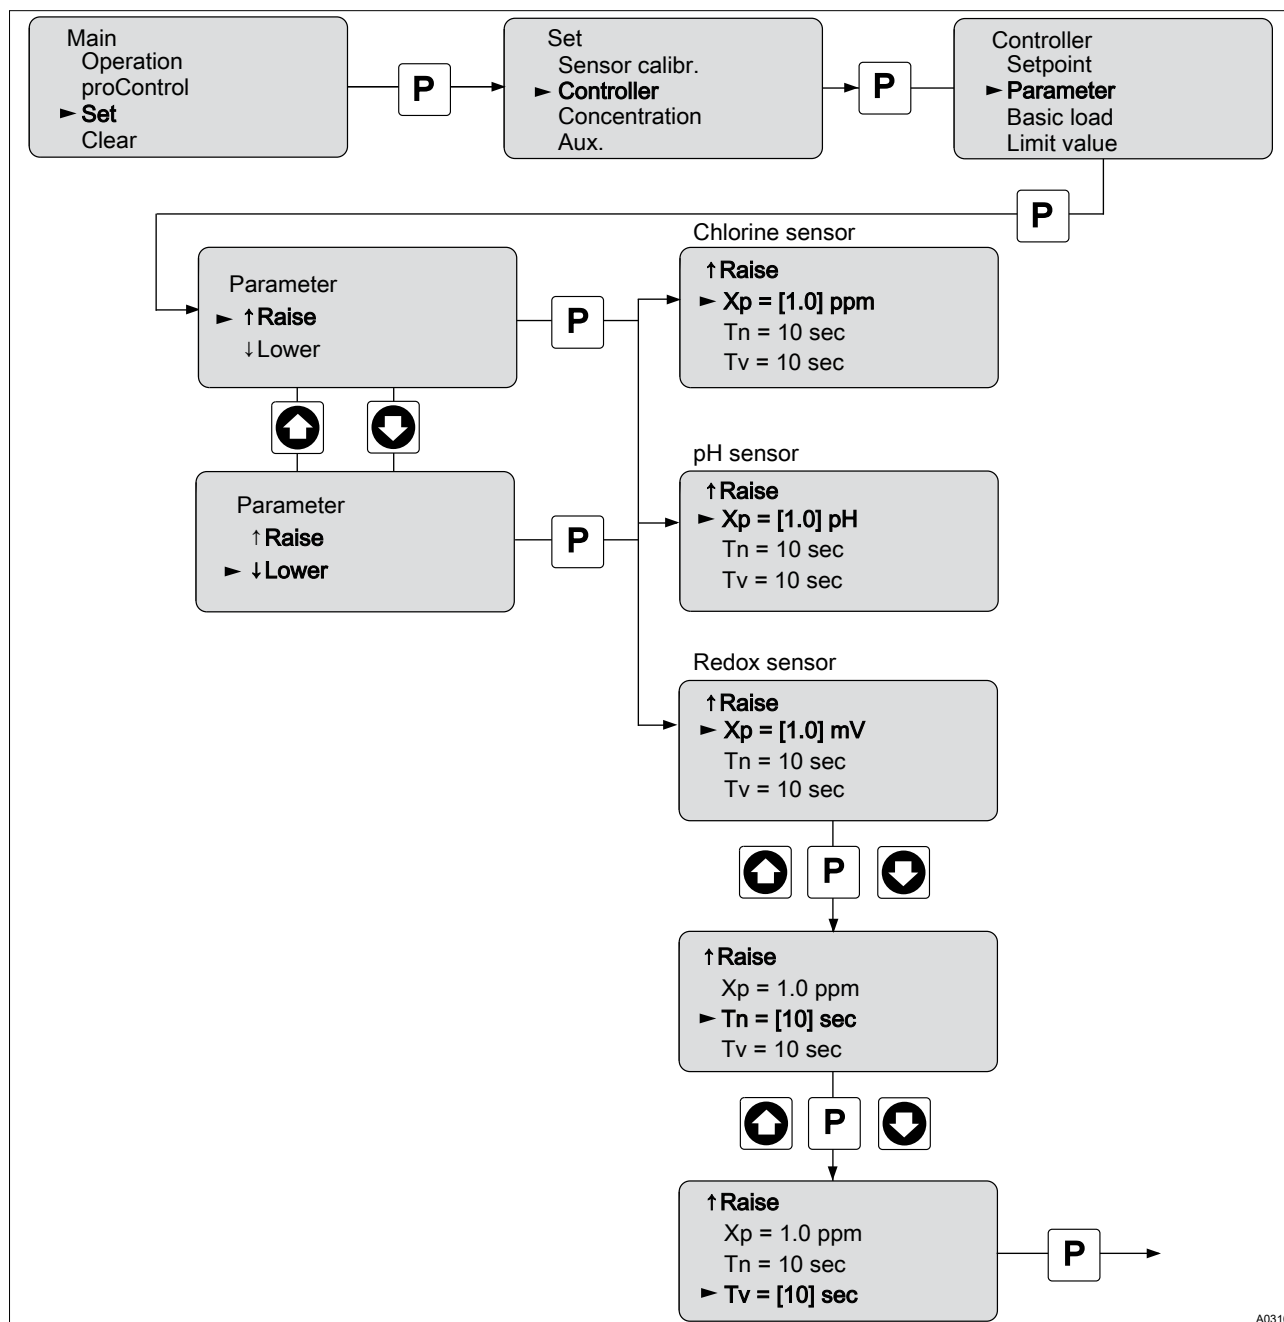 Main
Operation
proControl
► Set
Clear
P
Set
Sensor calibr.
► Controller
Concentration
Aux.
P
Controller
Setpoint
► Parameter
Basic load
Limit value
P
Parameter
► ↑Raise
↓Lower
P
Parameter
↑Raise
► ↓Lower
P
Chlorine sensor
↑Raise
► Xp = [1.0] ppm
Tn = 10 sec
Tv = 10 sec
pH sensor
↑Raise
► Xp = [1.0] pH
Tn = 10 sec
Tv = 10 sec
Redox sensor
↑Raise
► Xp = [1.0] mV
Tn = 10 sec
Tv = 10 sec
P
↑Raise
Xp = 1.0 ppm
► Tn = [10] sec
Tv = 10 sec
P
↑Raise
Xp = 1.0 ppm
Tn = 10 sec
► Tv = [10] sec
P